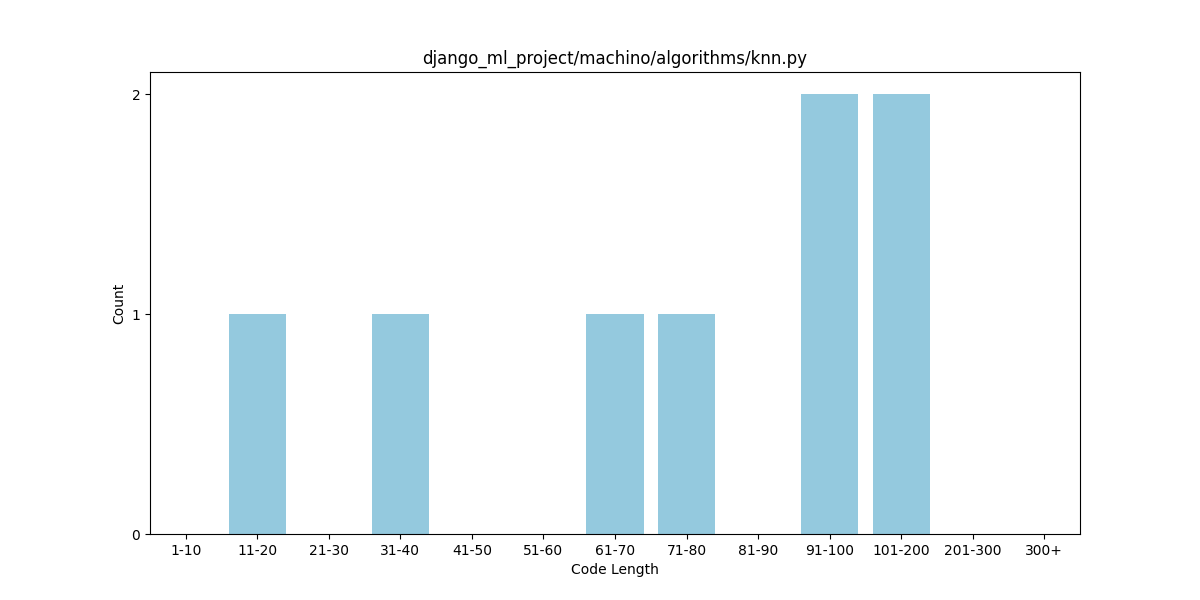 django_ml_project/machino/algorithms/knn.py
2
1
0
Count
1-10 11-20 21-30 31-40 41-50 51-60 61-70 71-80 81-90 91-100 101-200 201-300 300+
Code Length